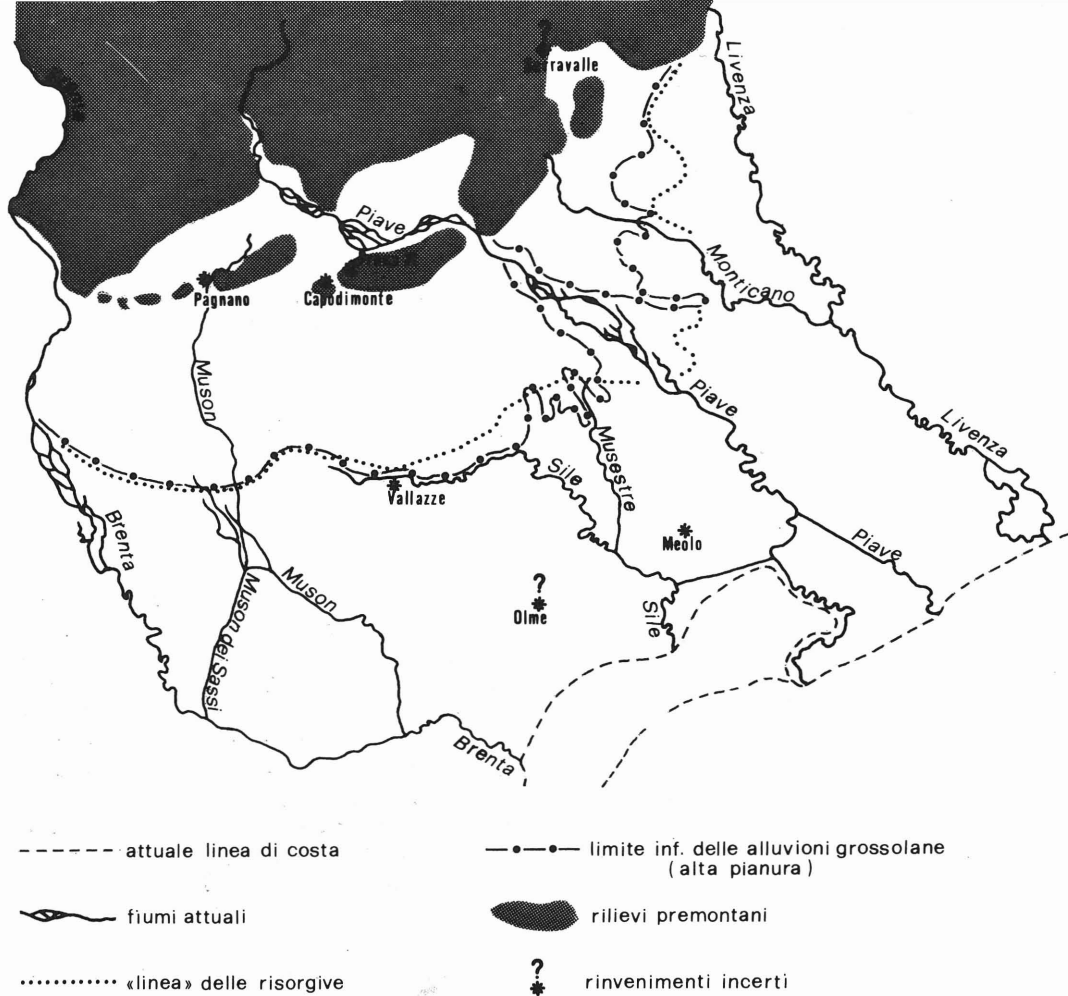 ?
Serravalle
Livenza
Brenta
Piave
Pagnano
Capodimonte
Monticano
Muson
Piave
Livenza
Musestre
Sile
Vallazze
Brenta
Meolo
Piave
Muson
?
Olme
Sile
Muson dei Sassi
Brenta
attuale linea di costa
limite inf. delle alluvioni grossolane
(alta pianura)
fiumi attuali
rilievi premontani
«linea» delle risorgive
?
rinvenimenti incerti